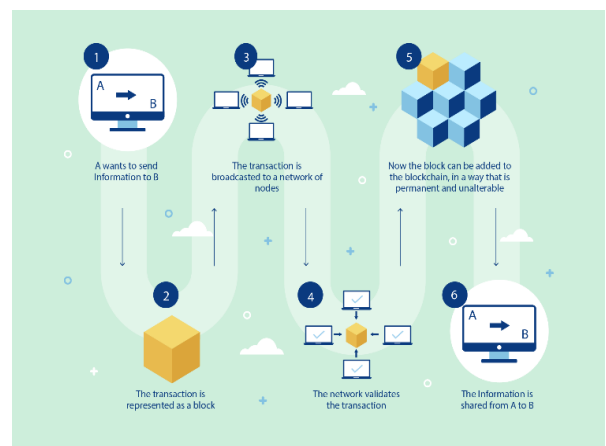 1
A
B
A wants to send
Information to B
2
The transaction is
represented as a block
3
The transaction is
broadcasted to a network of
nodes
4
The network validates
the transaction
5
Now the block can be added to
the blockchain, in a way that is
permanent and unalterable
6
A
B
The Information is
shared from A to B